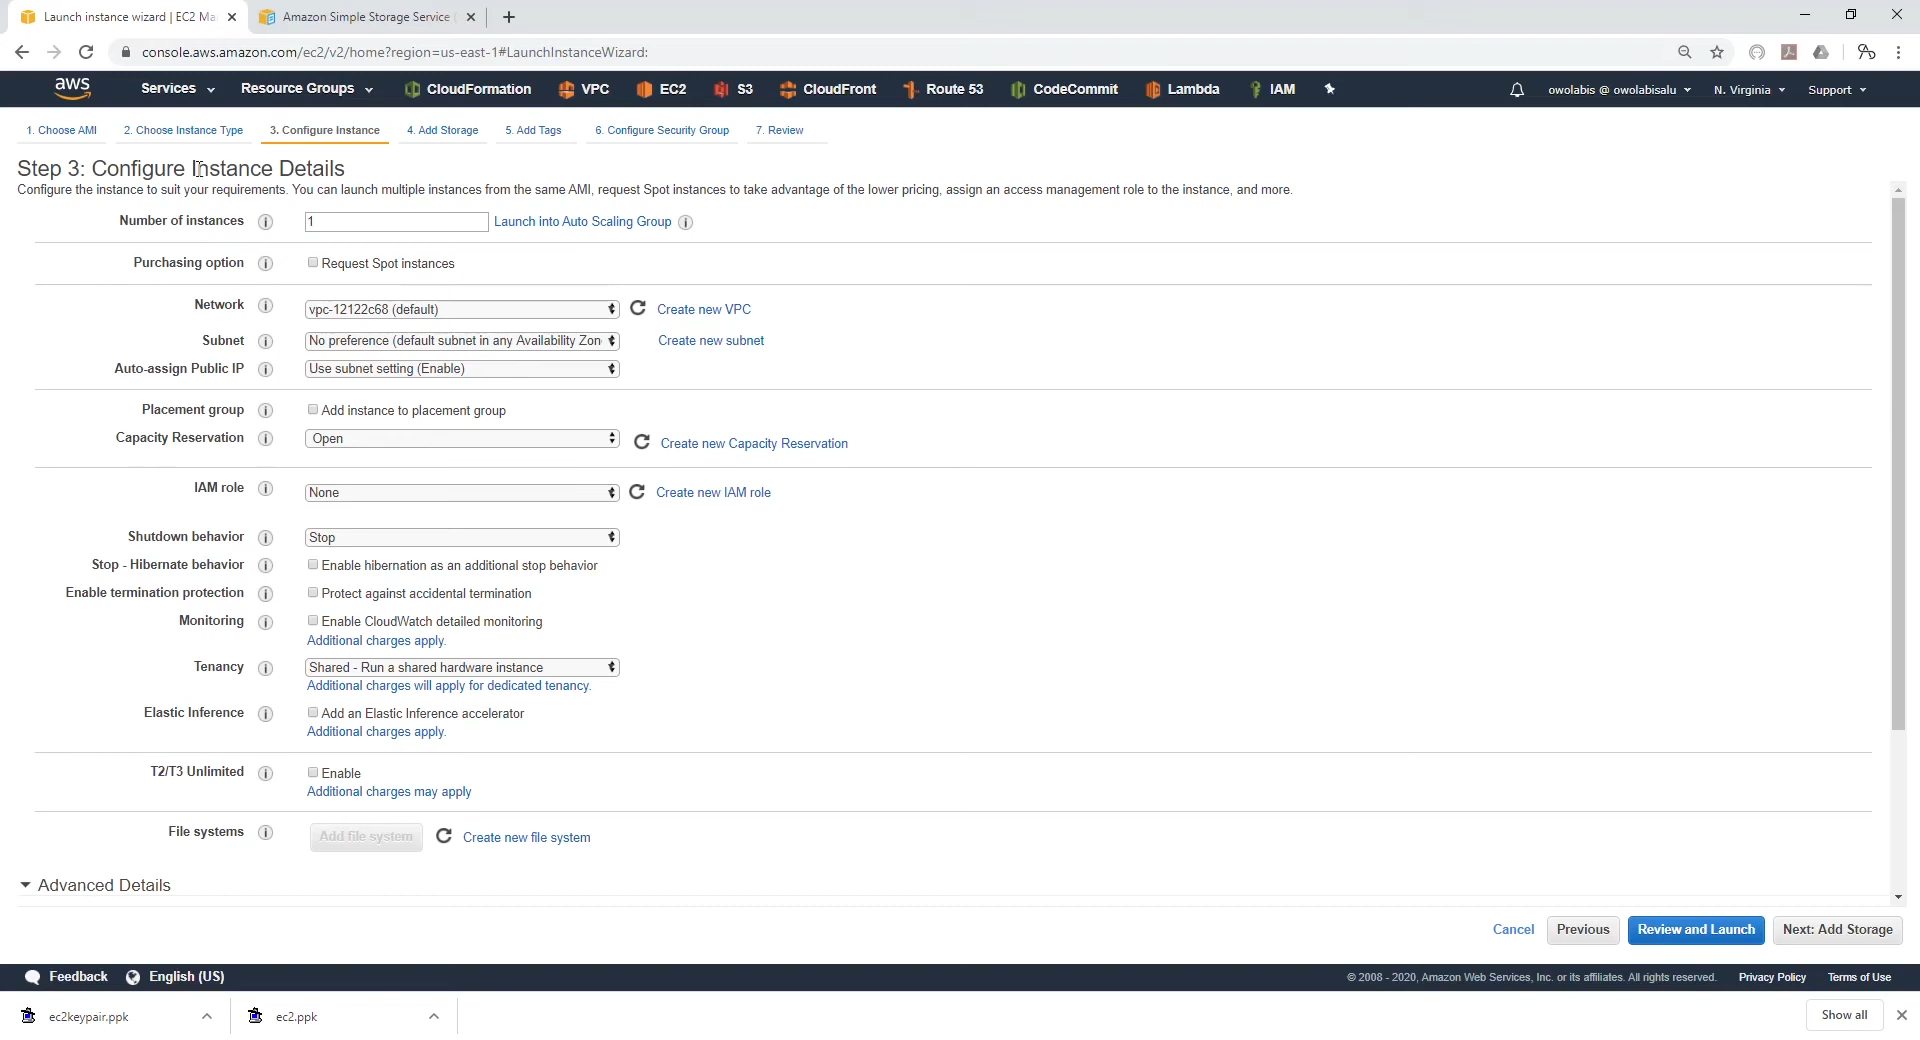 Launch instance wizard | EC2 Ma
Amazon Simple Storage Service (
console.aws.amazon.com/ec2/v2/home?region=us-east-1#LaunchInstanceWizard:
aws Services Resource Groups CloudFormation VPC EC2 S3 CloudFront Route 53 CodeCommit Lambda IAM owolabis @ owolabisalu N. Virginia Support
1. Choose AMI 2. Choose Instance Type 3. Configure Instance 4. Add Storage 5. Add Tags 6. Configure Security Group 7. Review
Step 3: Configure Instance Details
Configure the instance to suit your requirements. You can launch multiple instances from the same AMI, request Spot instances to take advantage of the lower pricing, assign an access management role to the instance, and more.
Number of instances i 1 Launch into Auto Scaling Group i
Purchasing option i Request Spot instances
Network i vpc-12122c68 (default) Create new VPC
Subnet i No preference (default subnet in any Availability Zon Create new subnet
Auto-assign Public IP i Use subnet setting (Enable)
Placement group i Add instance to placement group
Capacity Reservation i Open Create new Capacity Reservation
IAM role i None Create new IAM role
Shutdown behavior i Stop
Stop - Hibernate behavior i Enable hibernation as an additional stop behavior
Enable termination protection i Protect against accidental termination
Monitoring i Enable CloudWatch detailed monitoring
Additional charges apply.
Tenancy i Shared - Run a shared hardware instance
Additional charges will apply for dedicated tenancy.
Elastic Inference i Add an Elastic Inference accelerator
Additional charges apply.
T2/T3 Unlimited i Enable
Additional charges may apply
File systems i Add file system Create new file system
Advanced Details
Cancel Previous Review and Launch Next: Add Storage
Feedback English (US) © 2008 - 2020, Amazon Web Services, Inc. or its affiliates. All rights reserved. Privacy Policy Terms of Use
ec2keypair.ppk ec2.ppk Show all